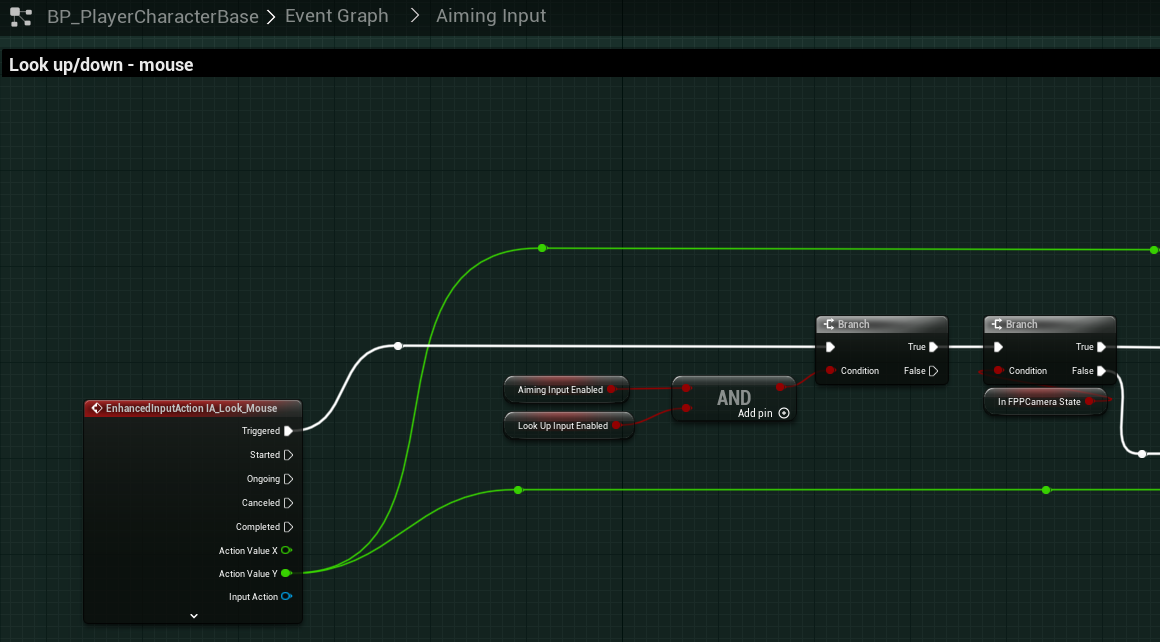 BP_PlayerCharacterBase > Event Graph > Aiming Input
Look up/down - mouse
Branch
True
Condition
False
Branch
True
Condition
False
In FPPCamera State
Aiming Input Enabled
Look Up Input Enabled
AND
Add pin
EnhancedInputAction IA_Look_Mouse
Triggered
Started
Ongoing
Canceled
Completed
Action Value X
Action Value Y
Input Action